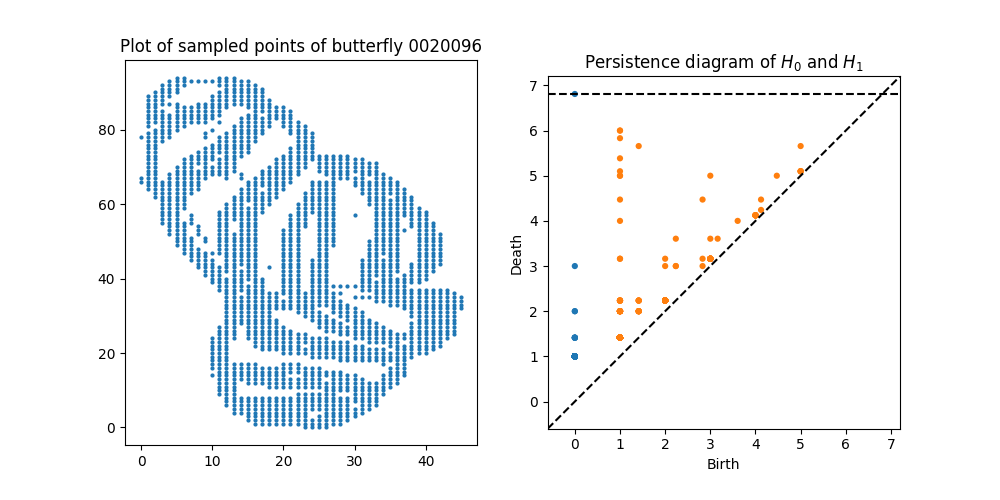 Plot of sampled points of butterfly 0020096
80
60
40
20
0
0 10 20 30 40
Persistence diagram of $H_0$ and $H_1$
7
6
5
4
3
2
1
0
Death
0 1 2 3 4 5 6 7
Birth